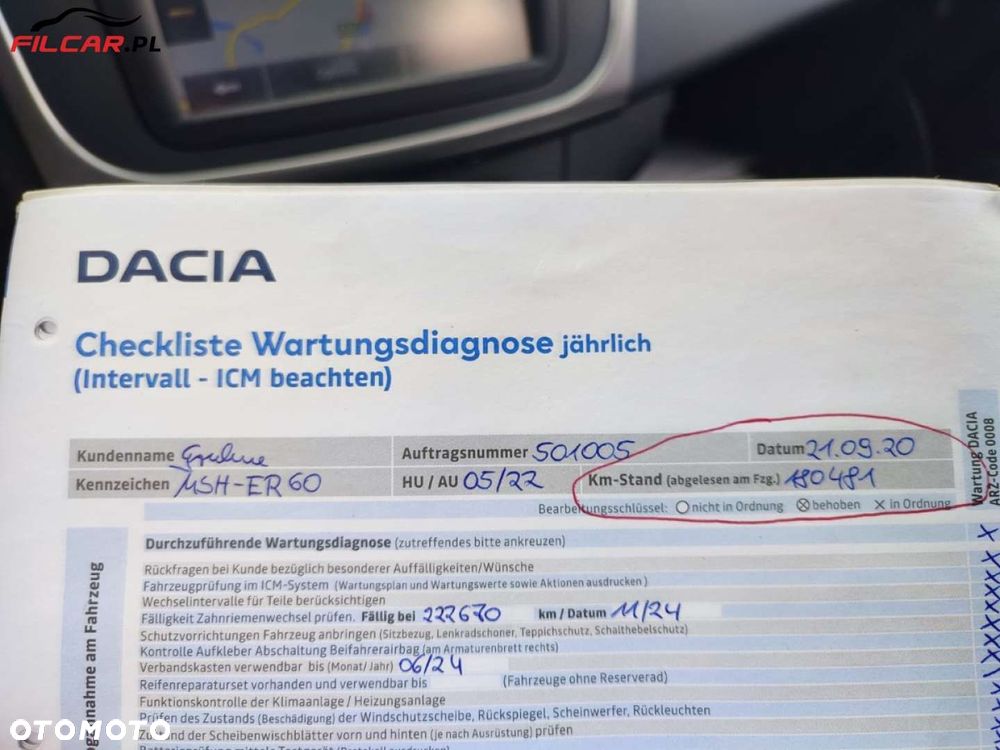 FILCAR.PL
DACIA
Checkliste Wartungsdiagnose jährlich
(Intervall - ICM beachten)
Kundenname
Auftragsnummer 501005
Datum 21.09.20
Kennzeichen MSH-ER 60
HU / AU 05/22
Km-Stand (abgelesen am Fzg.) 180481
Bearbeitungsschlüssel: nicht in Ordnung behoben in Ordnung
Wartung DACIA
ARZ-Code 0008
Durchzuführende Wartungsdiagnose (zutreffendes bitte ankreuzen)
Rückfragen bei Kunde bezüglich besonderer Auffälligkeiten/Wünsche
Fahrzeugprüfung im ICM-System (Wartungsplan und Wartungswerte sowie Aktionen ausdrucken)
Wechselintervalle für Teile berücksichtigen
Fälligkeit Zahnriemenwechsel prüfen. Fällig bei 222670 km / Datum 11/24
Schutzvorrichtungen Fahrzeug anbringen (Sitzbezug, Lenkradschoner, Teppichschutz, Schalthebelschutz)
Kontrolle Aufkleber Abschaltung Beifahrerairbag (am Armaturenbrett rechts)
Verbandskasten verwendbar bis (Monat/Jahr) 06/24
Reifenreparaturset vorhanden und verwendbar bis (Fahrzeuge ohne Reserverad)
Funktionskontrolle der Klimaanlage / Heizungsanlage
Prüfen des Zustands (Beschädigung) der Windschutzscheibe, Rückspiegel, Scheinwerfer, Rückleuchten
Zustand der Scheibenwischblätter vorn und hinten (je nach Ausrüstung) prüfen
am Fahrzeug
OTOMOTO